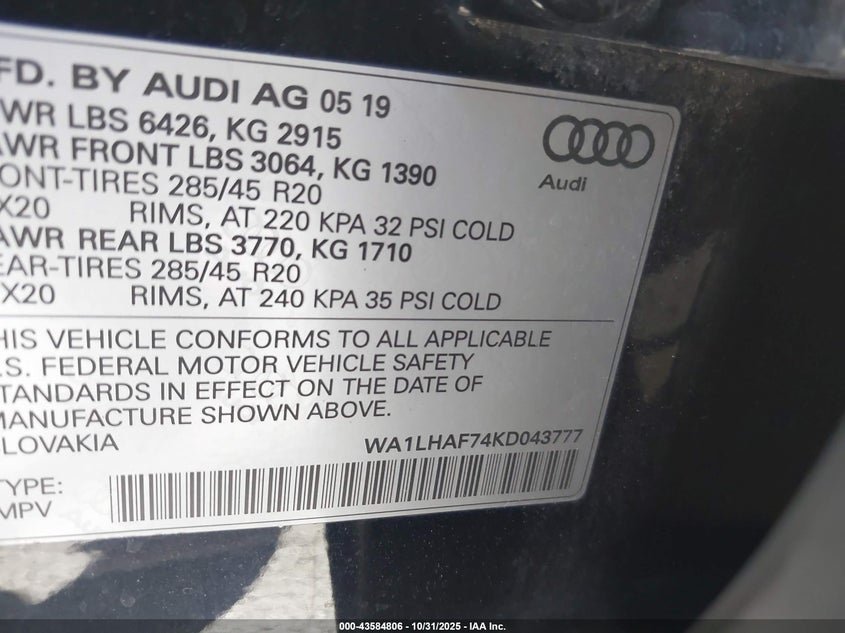 FD. BY AUDI AG 05 19
WR LBS 6426, KG 2915
AWR FRONT LBS 3064, KG 1390
ONT-TIRES 285/45 R20
X20 RIMS, AT 220 KPA 32 PSI COLD
AWR REAR LBS 3770, KG 1710
EAR-TIRES 285/45 R20
X20 RIMS, AT 240 KPA 35 PSI COLD
HIS VEHICLE CONFORMS TO ALL APPLICABLE
.S. FEDERAL MOTOR VEHICLE SAFETY
TANDARDS IN EFFECT ON THE DATE OF
MANUFACTURE SHOWN ABOVE.
LOVAKIA WA1LHAF74KD043777
TYPE:
MPV
Audi
000-43584806 - 10/31/2025 - IAA Inc.